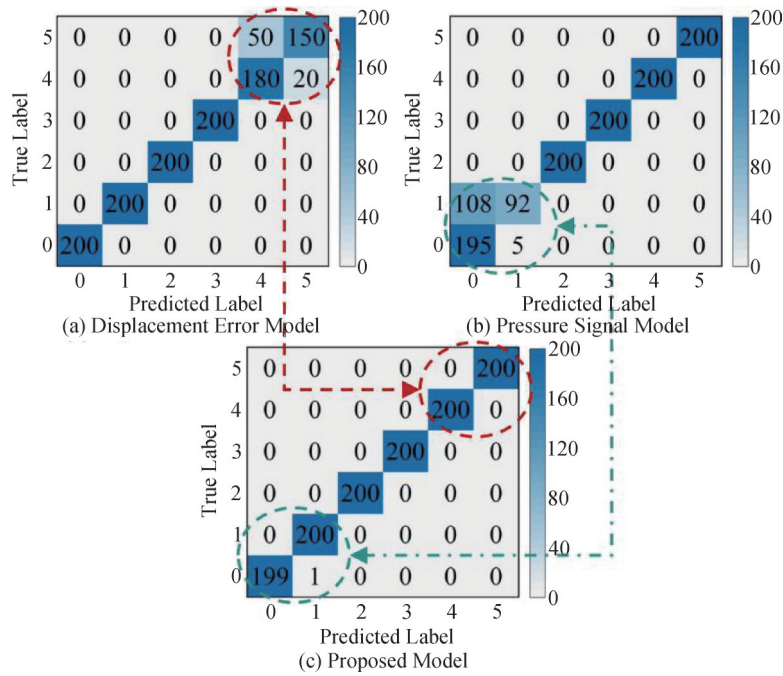 5 0 0 0 0 50 150 200
4 0 0 0 0 180 20 160
3 0 0 0 200 0 0 120
2 0 0 200 0 0 0 80
1 0 200 0 0 0 0 40
0 200 0 0 0 0 0 0
True Label
0 1 2 3 4 5
Predicted Label
(a) Displacement Error Model
5 0 0 0 0 0 200 200
4 0 0 0 0 200 0 160
3 0 0 0 200 0 0 120
2 0 0 200 0 0 0 80
1 108 92 0 0 0 0 40
0 195 5 0 0 0 0 0
True Label
0 1 2 3 4 5
Predicted Label
(b) Pressure Signal Model
5 0 0 0 0 0 200 200
4 0 0 0 0 200 0 160
3 0 0 0 200 0 0 120
2 0 0 200 0 0 0 80
1 0 200 0 0 0 0 40
0 199 1 0 0 0 0 0
True Label
0 1 2 3 4 5
Predicted Label
(c) Proposed Model